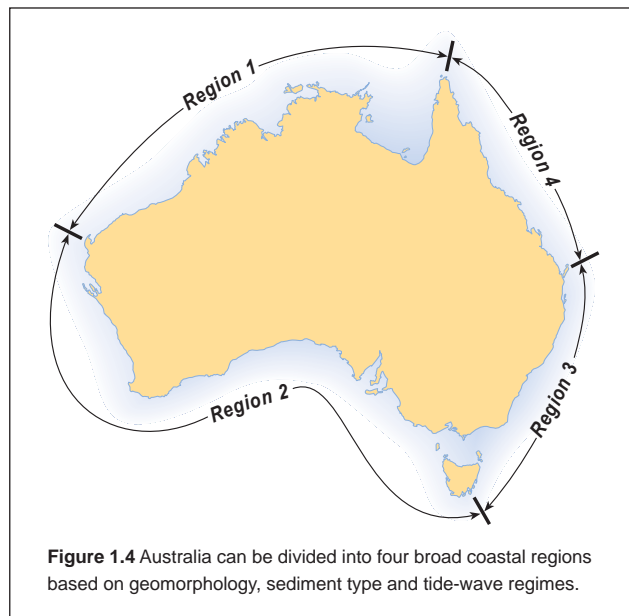 Region 1
Region 4
Region 2
Region 3
Figure 1.4 Australia can be divided into four broad coastal regions
based on geomorphology, sediment type and tide-wave regimes.